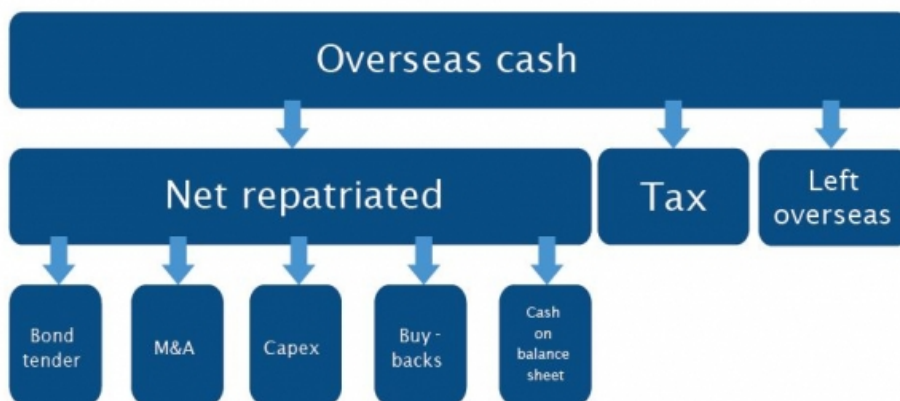 Overseas cash
Net repatriated
Tax
Left
overseas
Bond
tender
M&A
Capex
Buy-
backs
Cash
on
balance
sheet